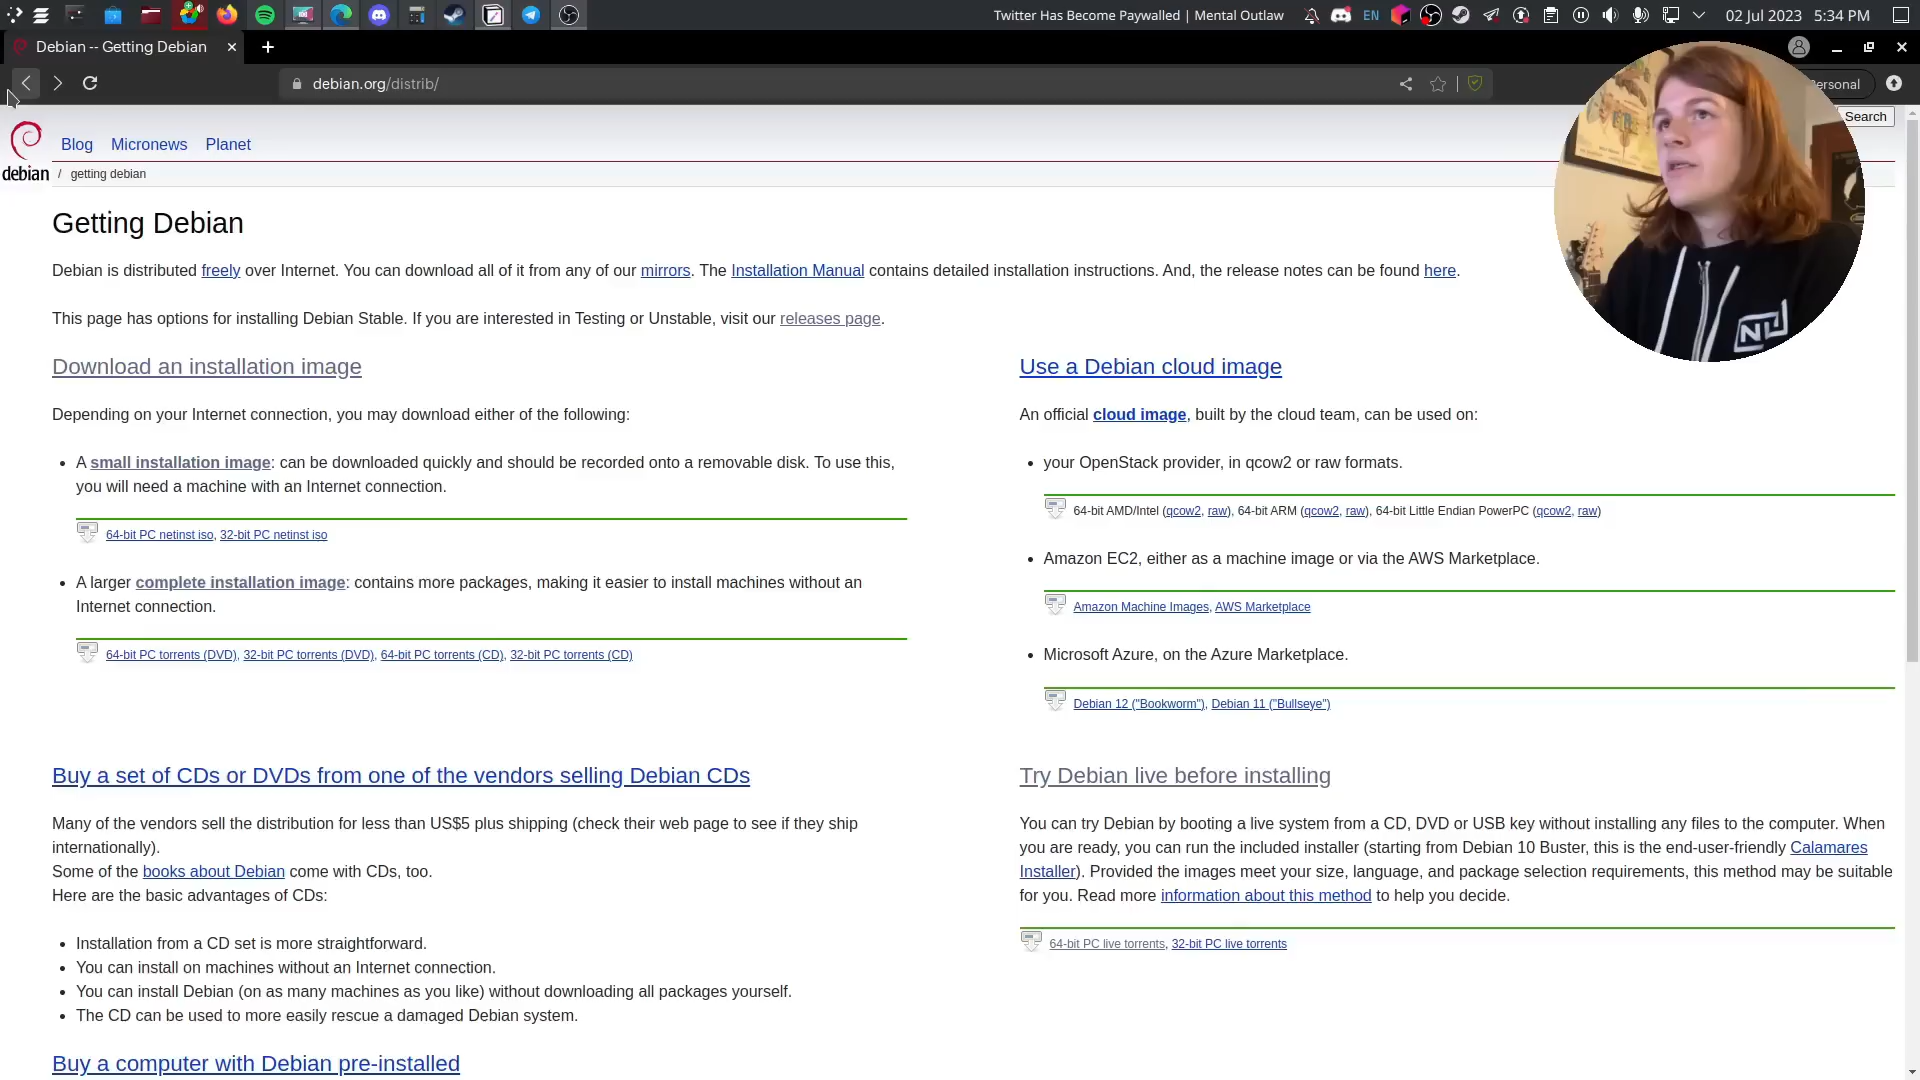 Twitter Has Become Paywalled | Mental Outlaw
EN
02 Jul 2023 5:34 PM
Debian -- Getting Debian
debian.org/distrib/
Personal
Search
debian
Blog Micronews Planet
/ getting debian
Getting Debian
Debian is distributed freely over Internet. You can download all of it from any of our mirrors. The Installation Manual contains detailed installation instructions. And, the release notes can be found here.
This page has options for installing Debian Stable. If you are interested in Testing or Unstable, visit our releases page.
Download an installation image
Depending on your Internet connection, you may download either of the following:
• A small installation image: can be downloaded quickly and should be recorded onto a removable disk. To use this,
you will need a machine with an Internet connection.
64-bit PC netinst iso, 32-bit PC netinst iso
• A larger complete installation image: contains more packages, making it easier to install machines without an
Internet connection.
64-bit PC torrents (DVD), 32-bit PC torrents (DVD), 64-bit PC torrents (CD), 32-bit PC torrents (CD)
Use a Debian cloud image
An official cloud image, built by the cloud team, can be used on:
• your OpenStack provider, in qcow2 or raw formats.
64-bit AMD/Intel (qcow2, raw), 64-bit ARM (qcow2, raw), 64-bit Little Endian PowerPC (qcow2, raw)
• Amazon EC2, either as a machine image or via the AWS Marketplace.
Amazon Machine Images, AWS Marketplace
• Microsoft Azure, on the Azure Marketplace.
Debian 12 ("Bookworm"), Debian 11 ("Bullseye")
Buy a set of CDs or DVDs from one of the vendors selling Debian CDs
Many of the vendors sell the distribution for less than US$5 plus shipping (check their web page to see if they ship
internationally).
Some of the books about Debian come with CDs, too.
Here are the basic advantages of CDs:
• Installation from a CD set is more straightforward.
• You can install on machines without an Internet connection.
• You can install Debian (on as many machines as you like) without downloading all packages yourself.
• The CD can be used to more easily rescue a damaged Debian system.
Try Debian live before installing
You can try Debian by booting a live system from a CD, DVD or USB key without installing any files to the computer. When
you are ready, you can run the included installer (starting from Debian 10 Buster, this is the end-user-friendly Calamares
Installer). Provided the images meet your size, language, and package selection requirements, this method may be suitable
for you. Read more information about this method to help you decide.
64-bit PC live torrents, 32-bit PC live torrents
Buy a computer with Debian pre-installed